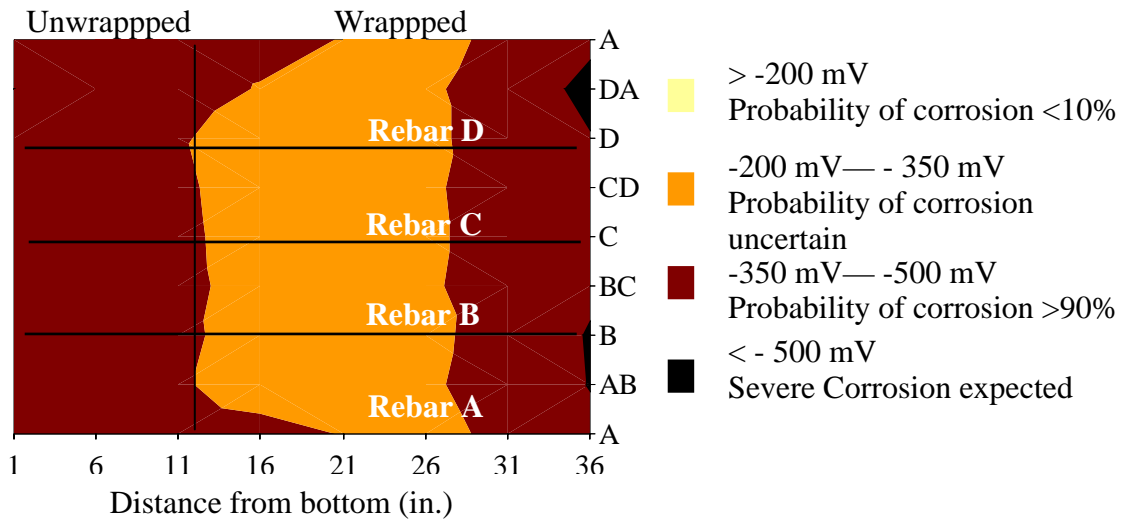 Unwrappped Wrappped
A
DA
Rebar D
D
CD
Rebar C
C
BC
Rebar B
B
AB
Rebar A
A
1 6 11 16 21 26 31 36
Distance from bottom (in.)
> -200 mV
Probability of corrosion <10%
-200 mV— - 350 mV
Probability of corrosion
uncertain
-350 mV— -500 mV
Probability of corrosion >90%
< - 500 mV
Severe Corrosion expected